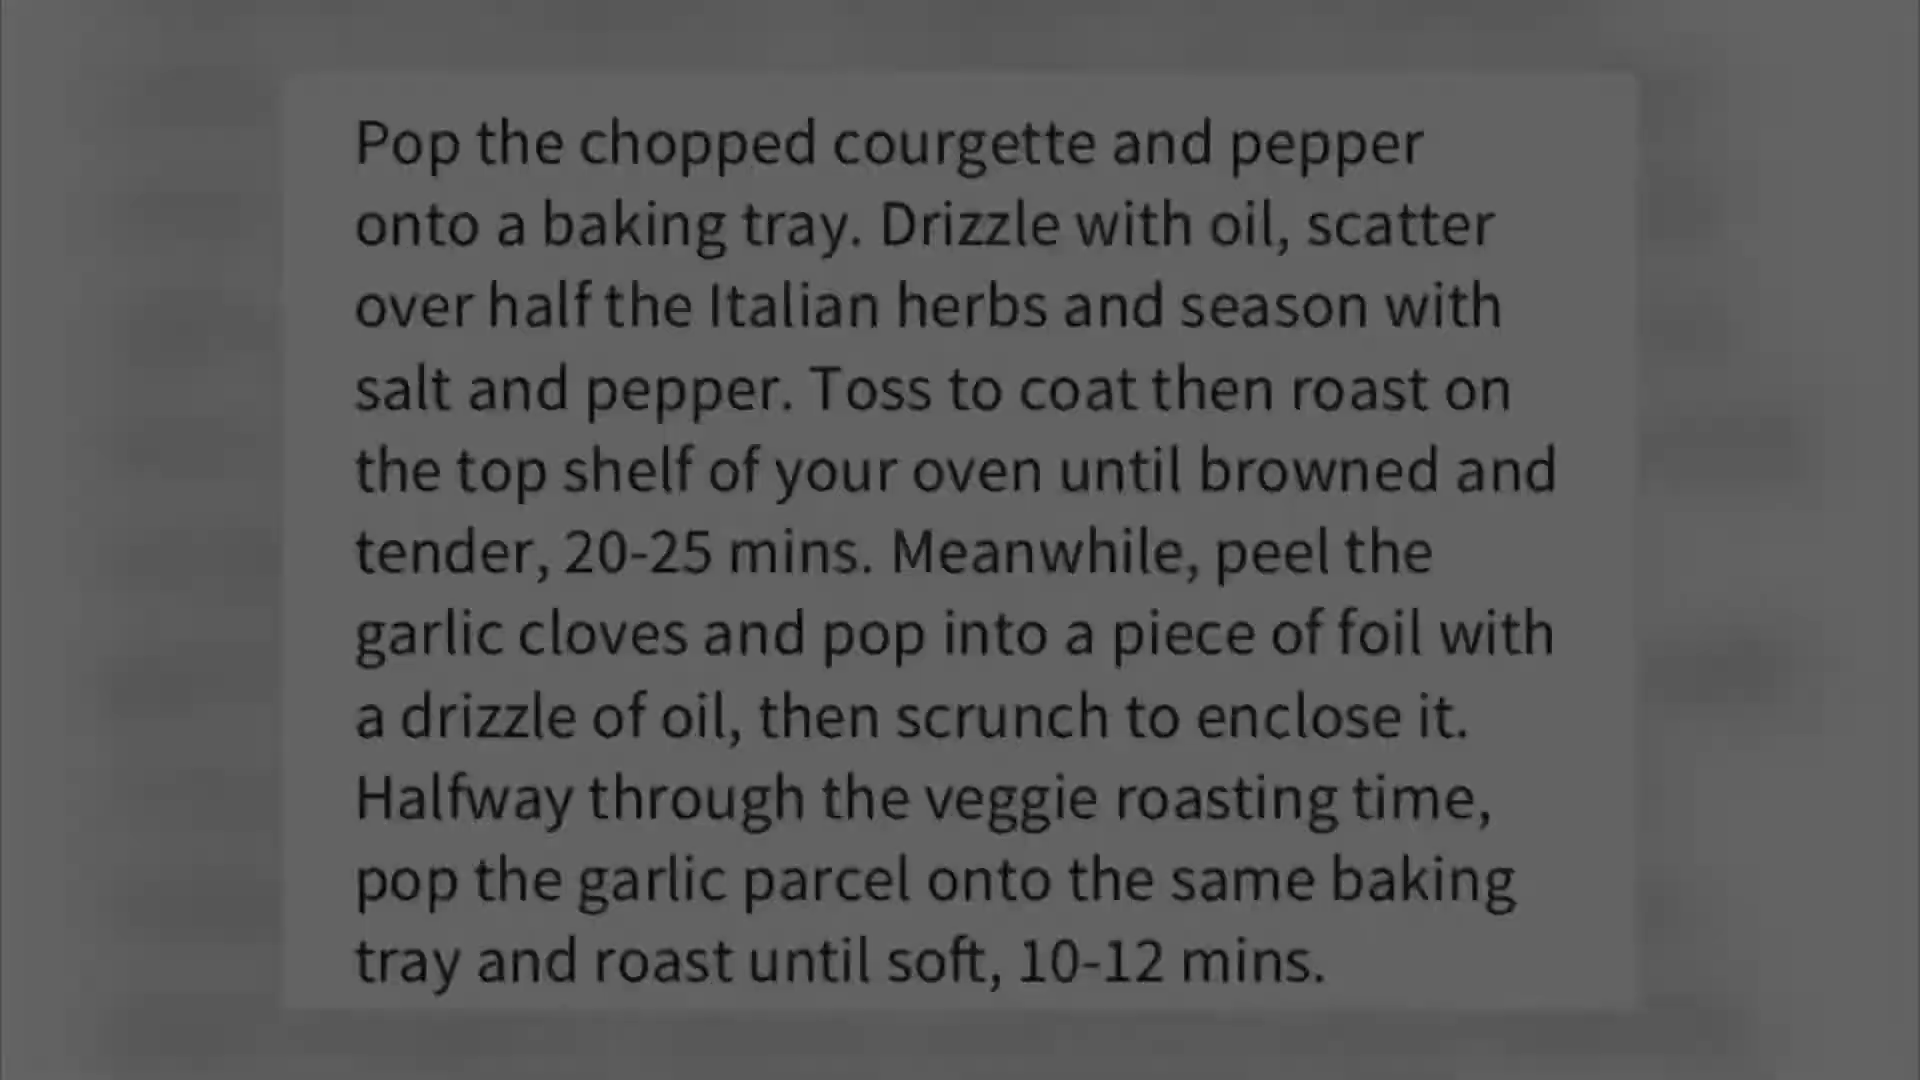 Pop the chopped courgette and pepper
onto a baking tray. Drizzle with oil, scatter
over half the Italian herbs and season with
salt and pepper. Toss to coat then roast on
the top shelf of your oven until browned and
tender, 20-25 mins. Meanwhile, peel the
garlic cloves and pop into a piece of foil with
a drizzle of oil, then scrunch to enclose it.
Halfway through the veggie roasting time,
pop the garlic parcel onto the same baking
tray and roast until soft, 10-12 mins.